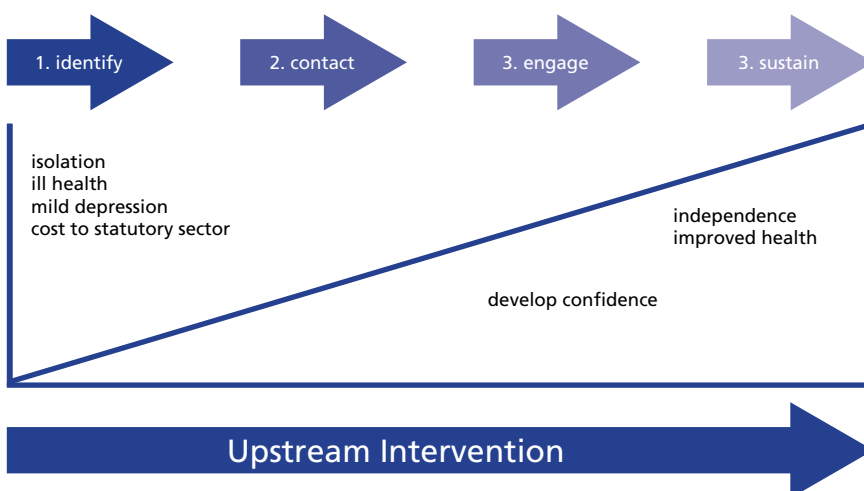 1. identify
2. contact
3. engage
3. sustain
isolation
ill health
mild depression
cost to statutory sector
independence
improved health
develop confidence
Upstream Intervention